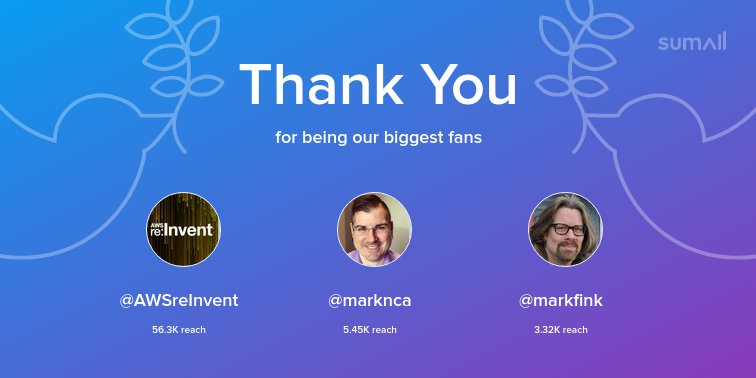 sumall
Thank You
for being our biggest fans
AWS
re:Invent
@AWSreInvent
@marknca
@markfink
56.3K reach
5.45K reach
3.32K reach